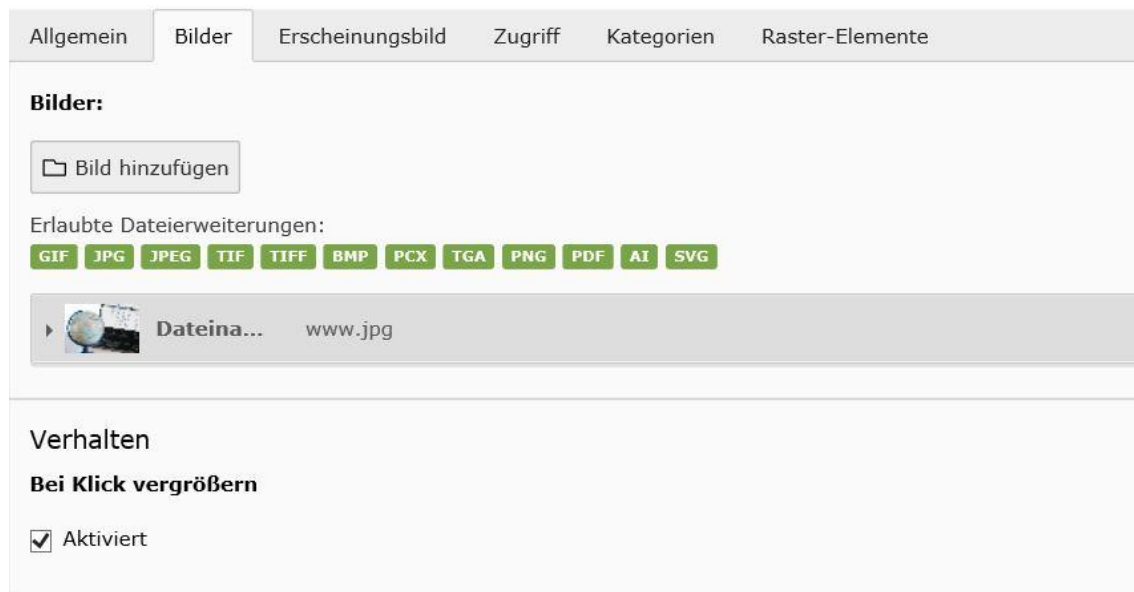 Allgemein Bilder Erscheinungsbild Zugriff Kategorien Raster-Elemente
Bilder:
Bild hinzufügen
Erlaubte Dateierweiterungen:
GIF JPG JPEG TIF TIFF BMP PCX TGA PNG PDF AI SVG
Dateina... www.jpg
Verhalten
Bei Klick vergrößern
Aktiviert